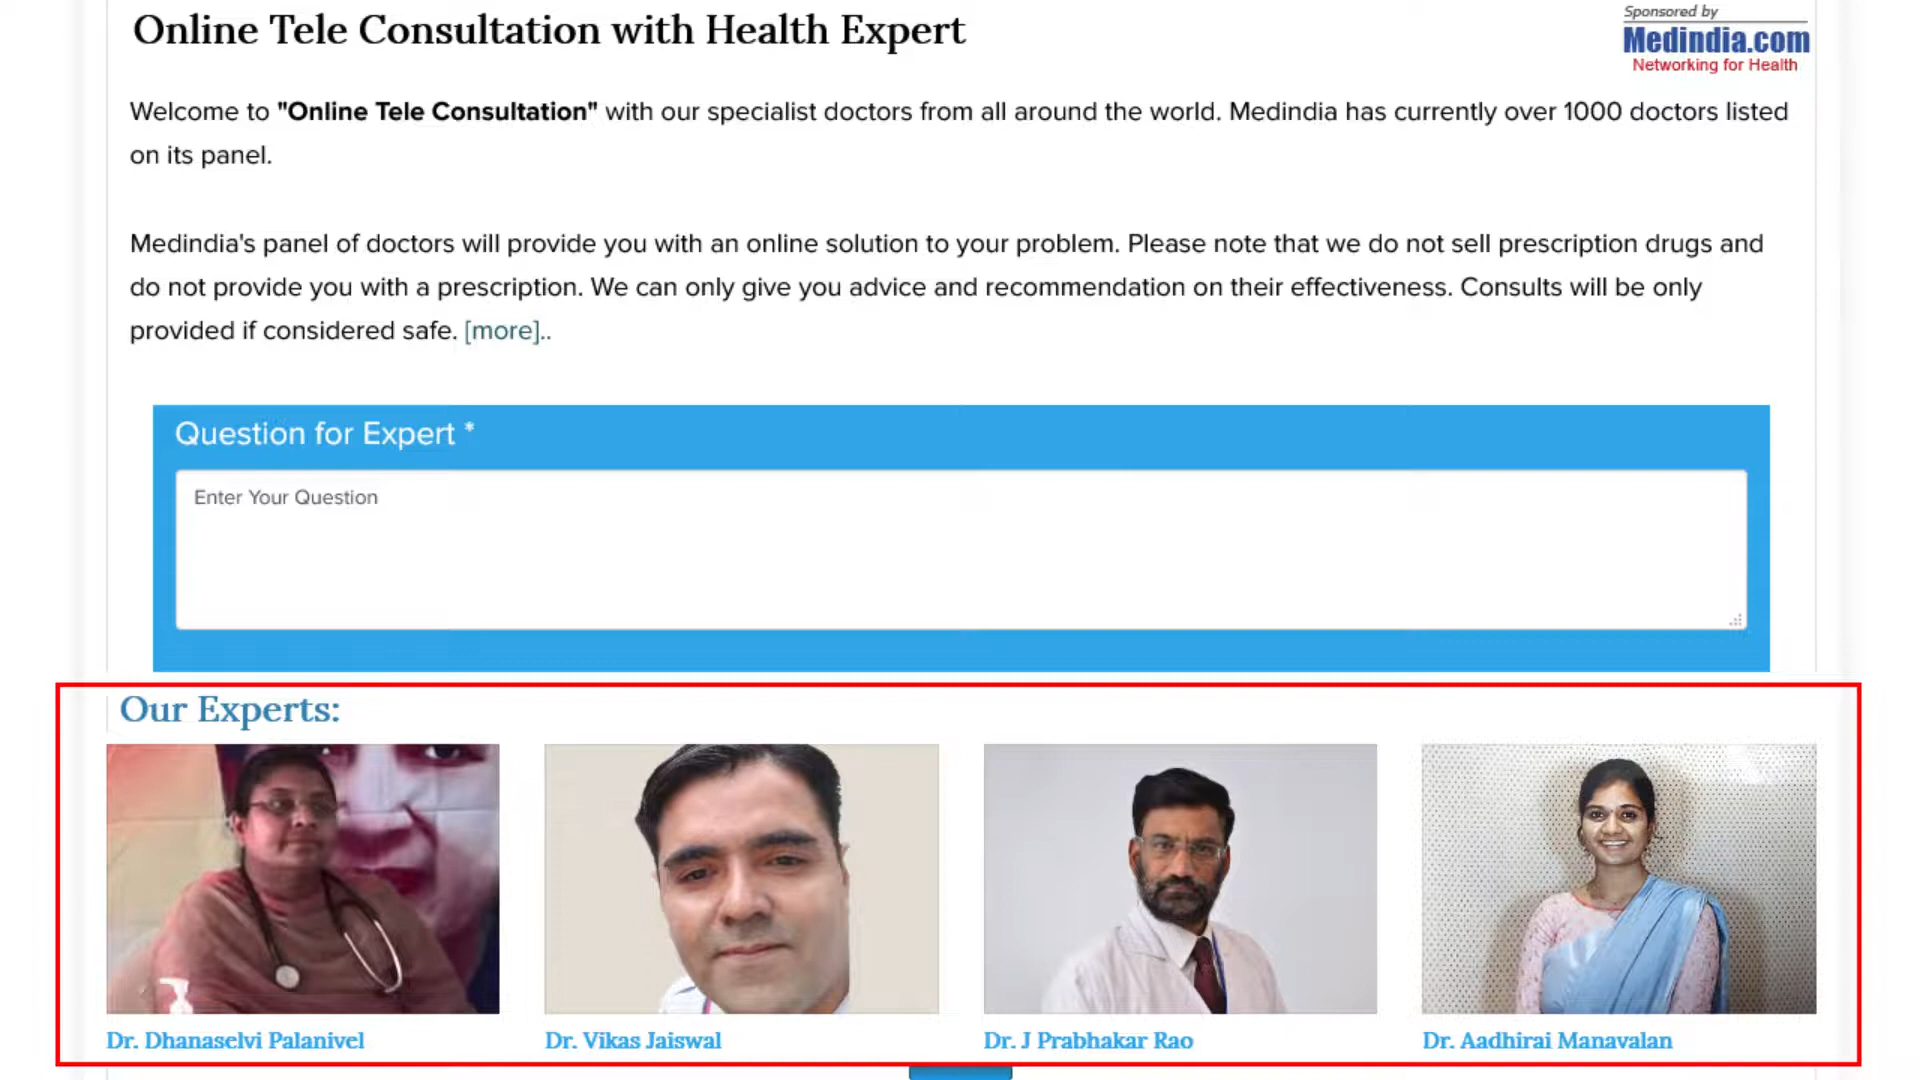 Online Tele Consultation with Health Expert
Sponsored by
Medindia.com
Networking for Health
Welcome to "Online Tele Consultation" with our specialist doctors from all around the world. Medindia has currently over 1000 doctors listed
on its panel.
Medindia's panel of doctors will provide you with an online solution to your problem. Please note that we do not sell prescription drugs and
do not provide you with a prescription. We can only give you advice and recommendation on their effectiveness. Consults will be only
provided if considered safe. [more]..
Question for Expert *
Enter Your Question
Our Experts:
Dr. Dhanaselvi Palanivel
Dr. Vikas Jaiswal
Dr. J Prabhakar Rao
Dr. Aadhirai Manavalan